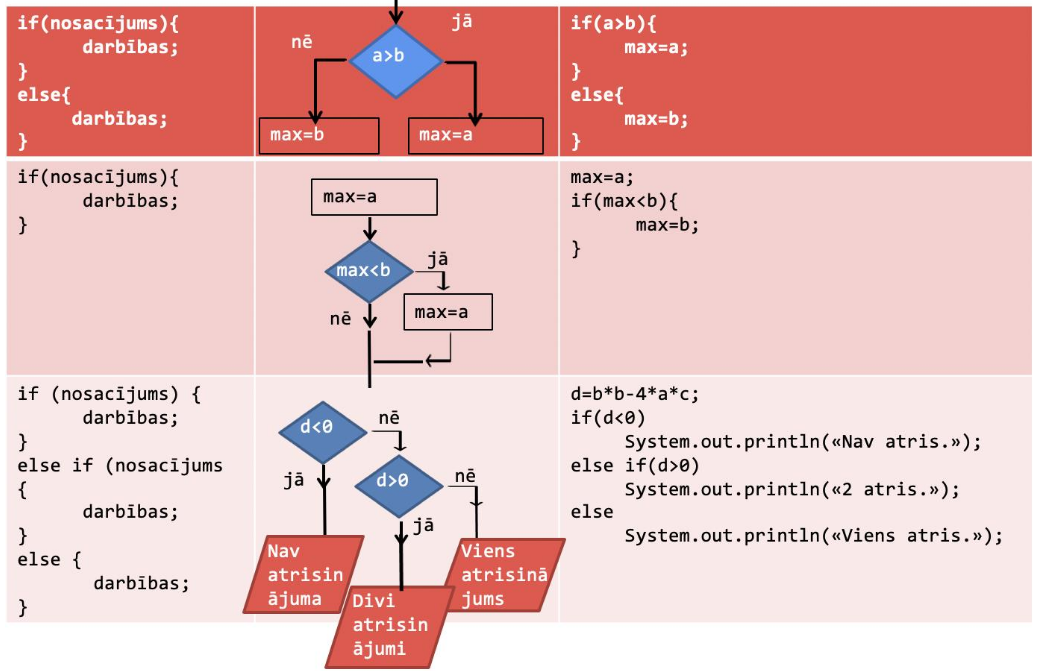 if(nosacījums){
darbības;
}
else{
darbības;
}
jā
nē
a>b
max=b
max=a
if(a>b){
max=a;
}
else{
max=b;
}
if(nosacījums){
darbības;
}
max=a
max<b
jā
max=a
nē
max=a;
if(max<b){
max=b;
}
if (nosacījums) {
darbības;
}
else if (nosacījums
{
darbības;
}
else {
darbības;
}
d<0
nē
d>0
nē
jā
jā
Nav
atrisin
ājuma
Divi
atrisin
ājumi
Viens
atrisinā
jums
d=b*b-4*a*c;
if(d<0)
System.out.println(«Nav atris.»);
else if(d>0)
System.out.println(«2 atris.»);
else
System.out.println(«Viens atris.»);